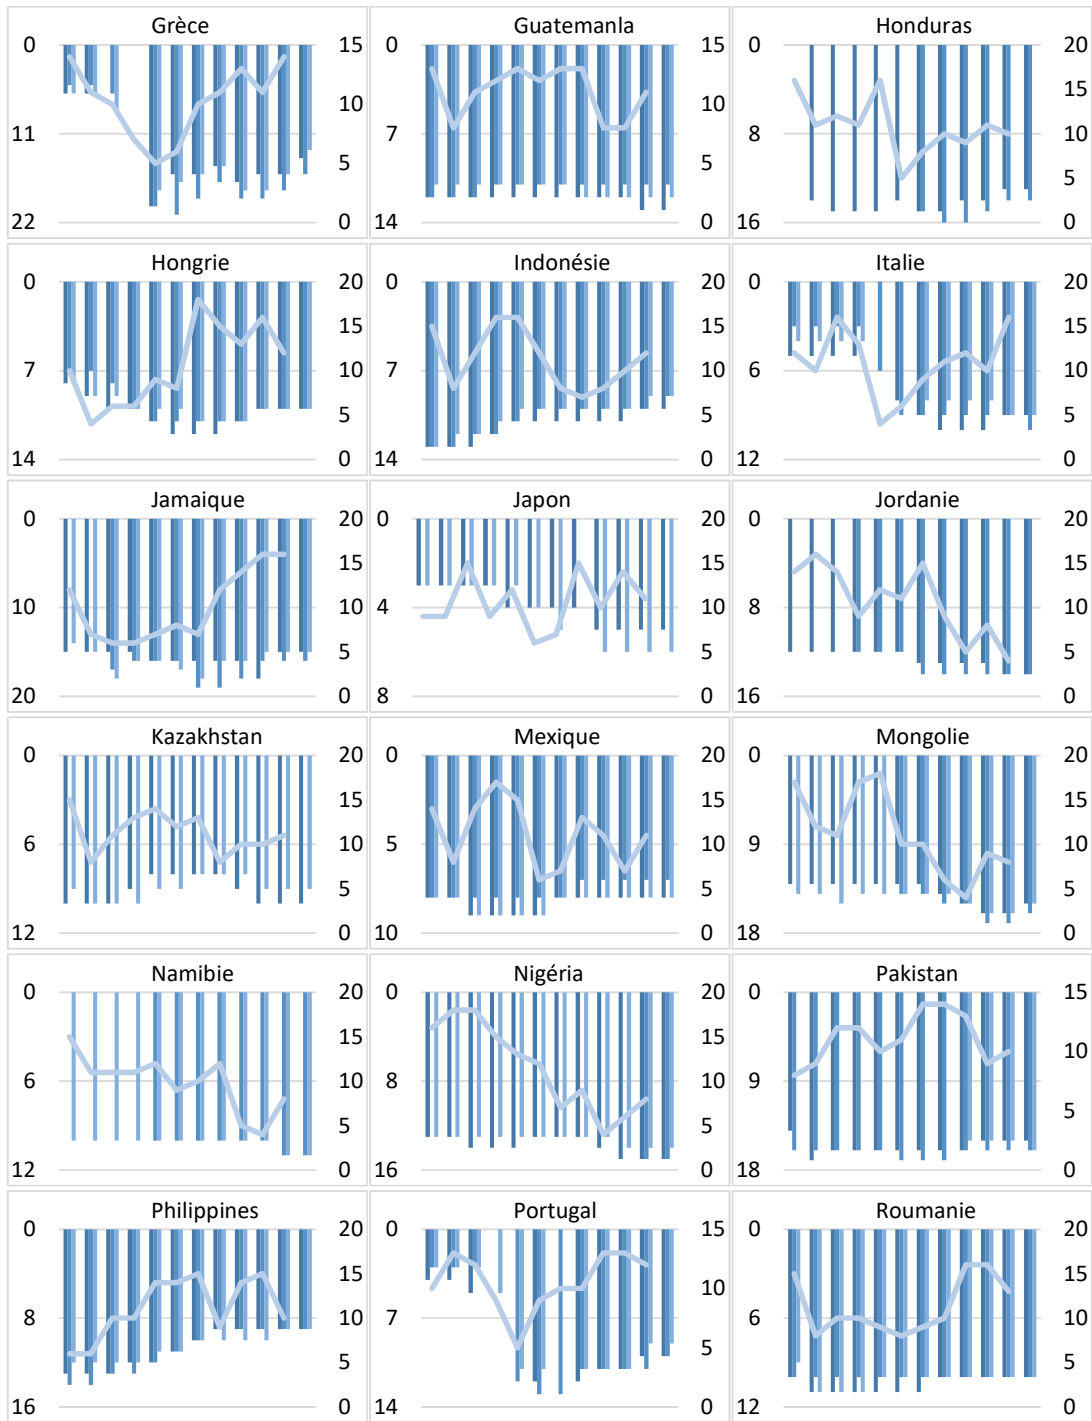 Grèce Guatemanla Honduras
0 15 0 15 0 20
15
11 10 7 10 8 10
5 5 5
22 0 14 0 16 0
Hongrie Indonésie Italie
0 20 0 20 0 20
15 15 15
7 10 7 10 6 10
5 5 5
14 0 14 0 12 0
Jamaique Japon Jordanie
0 20 0 20 0 20
15 15 15
10 10 4 10 8 10
5 5 5
20 0 8 0 16 0
Kazakhstan Mexique Mongolie
0 20 0 20 0 20
15 15 15
6 10 5 10 9 10
5 5 5
12 0 10 0 18 0
Namibie Nigéria Pakistan
0 20 0 20 0 15
15 15
6 10 8 10 9 10
5 5 5
12 0 16 0 18 0
Philippines Portugal Roumanie
0 20 0 15 0 20
15 15
8 10 7 10 6 10
5 5 5
16 0 14 0 12 0